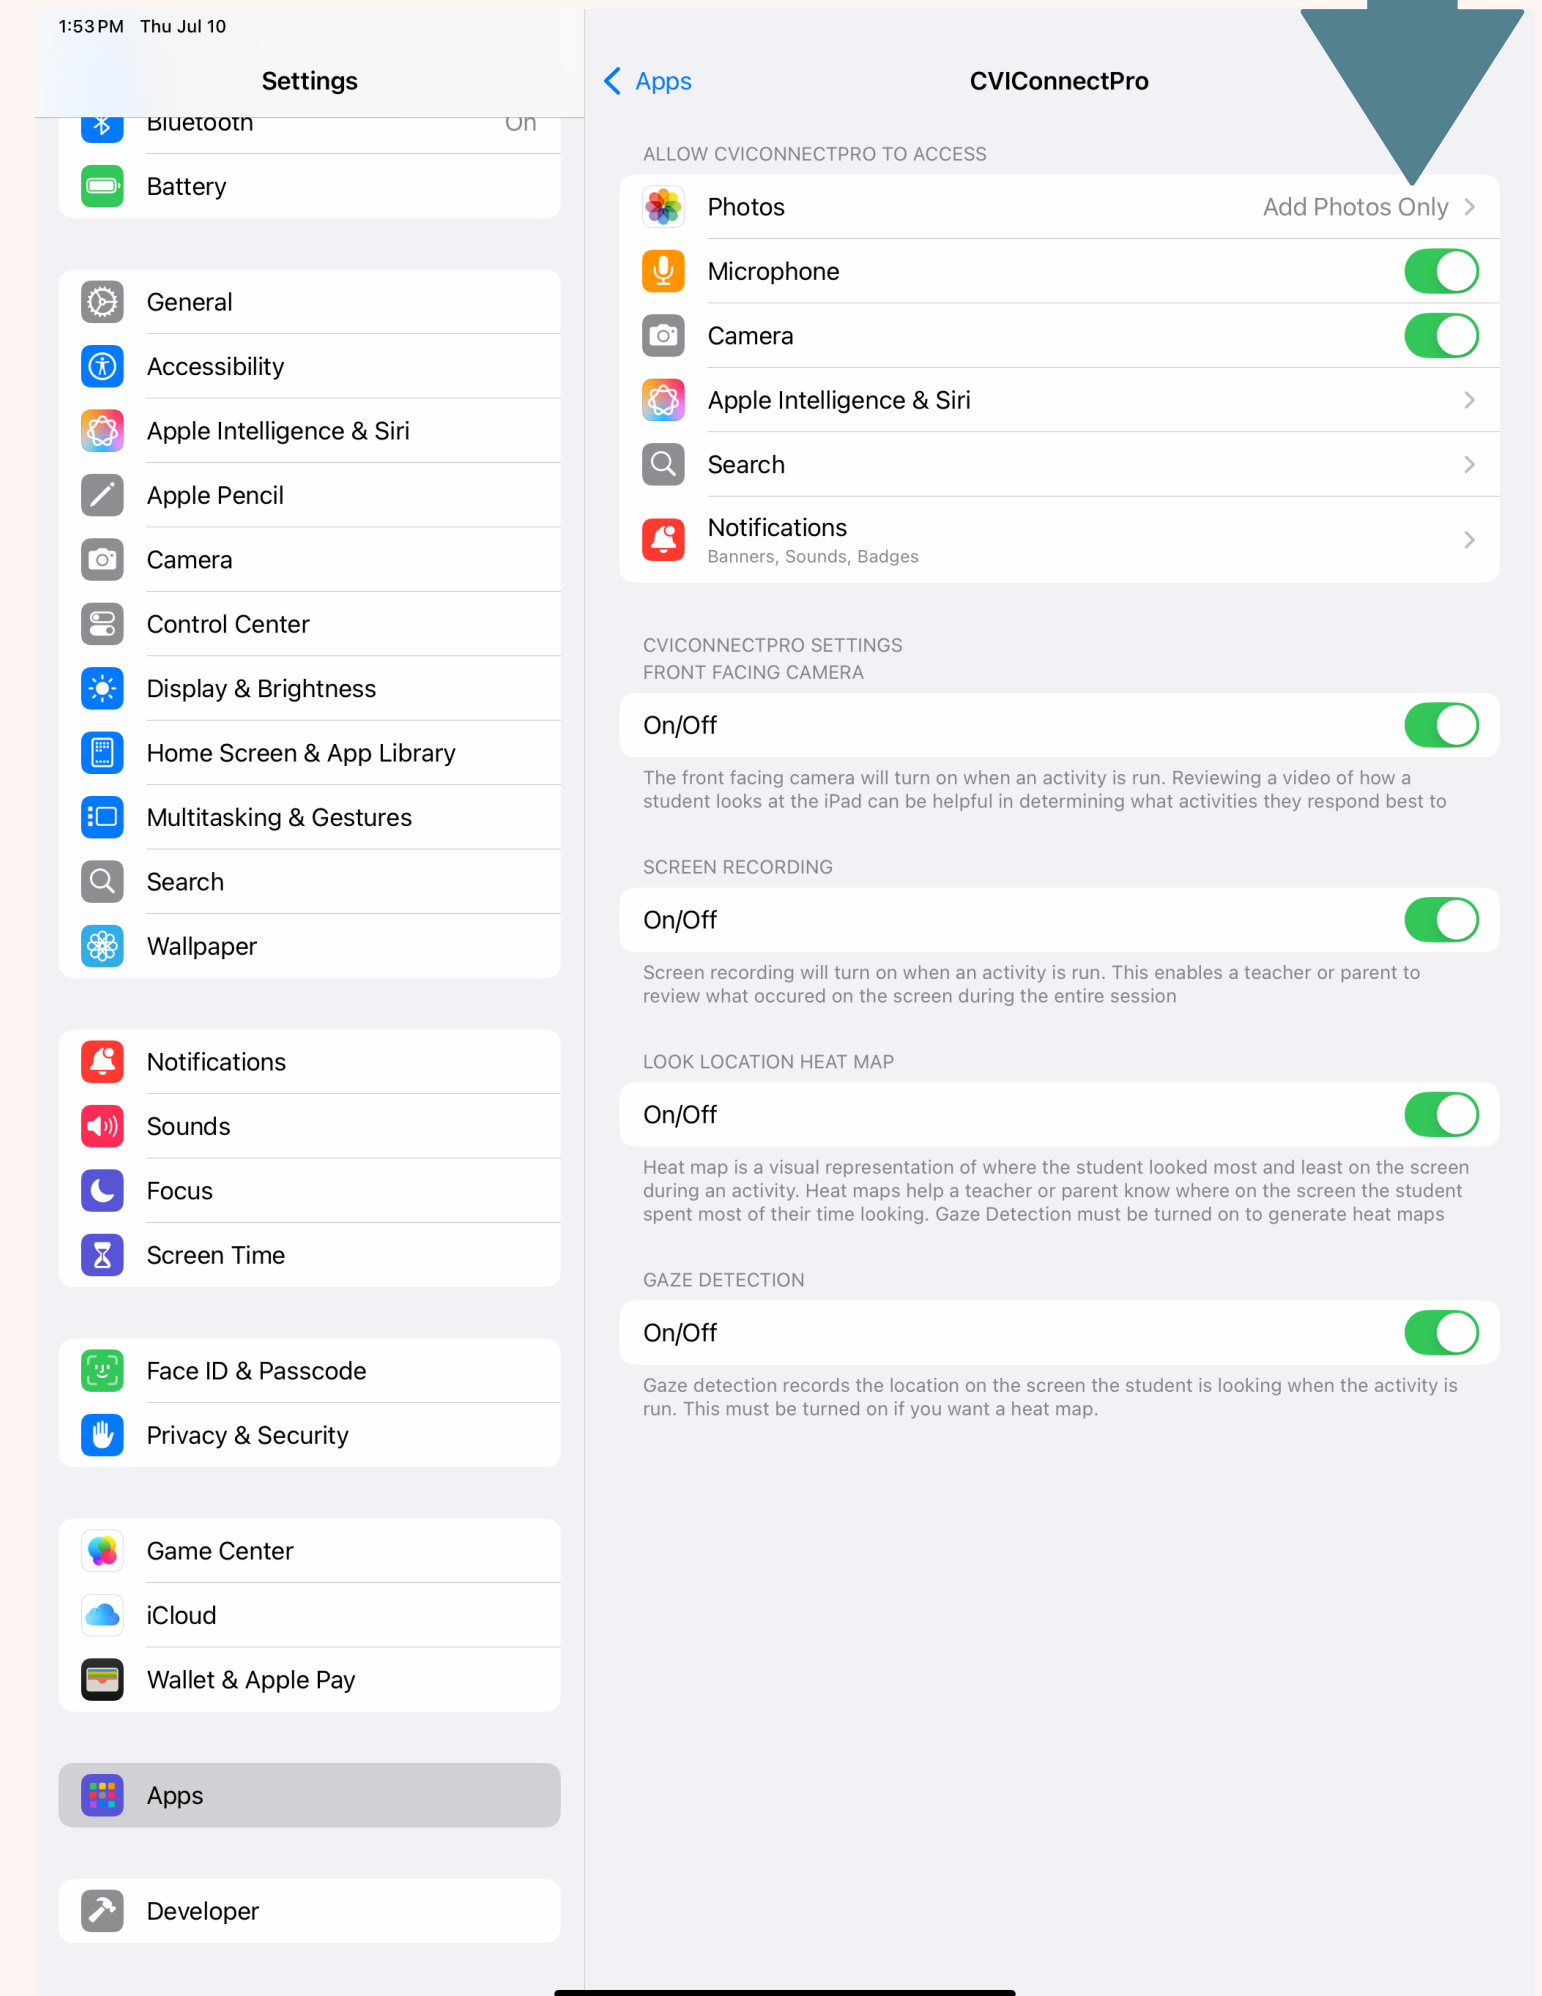 1:53 PM Thu Jul 10
Settings
Bluetooth On
Battery
General
Accessibility
Apple Intelligence & Siri
Apple Pencil
Camera
Control Center
Display & Brightness
Home Screen & App Library
Multitasking & Gestures
Search
Wallpaper
Notifications
Sounds
Focus
Screen Time
Face ID & Passcode
Privacy & Security
Game Center
iCloud
Wallet & Apple Pay
Apps
Developer
Apps
CVIConnectPro
ALLOW CVICONNECTPRO TO ACCESS
Photos Add Photos Only
Microphone
Camera
Apple Intelligence & Siri
Search
Notifications
Banners, Sounds, Badges
CVICONNECTPRO SETTINGS
FRONT FACING CAMERA
On/Off
The front facing camera will turn on when an activity is run. Reviewing a video of how a
student looks at the iPad can be helpful in determining what activities they respond best to
SCREEN RECORDING
On/Off
Screen recording will turn on when an activity is run. This enables a teacher or parent to
review what occured on the screen during the entire session
LOOK LOCATION HEAT MAP
On/Off
Heat map is a visual representation of where the student looked most and least on the screen
during an activity. Heat maps help a teacher or parent know where on the screen the student
spent most of their time looking. Gaze Detection must be turned on to generate heat maps
GAZE DETECTION
On/Off
Gaze detection records the location on the screen the student is looking when the activity is
run. This must be turned on if you want a heat map.